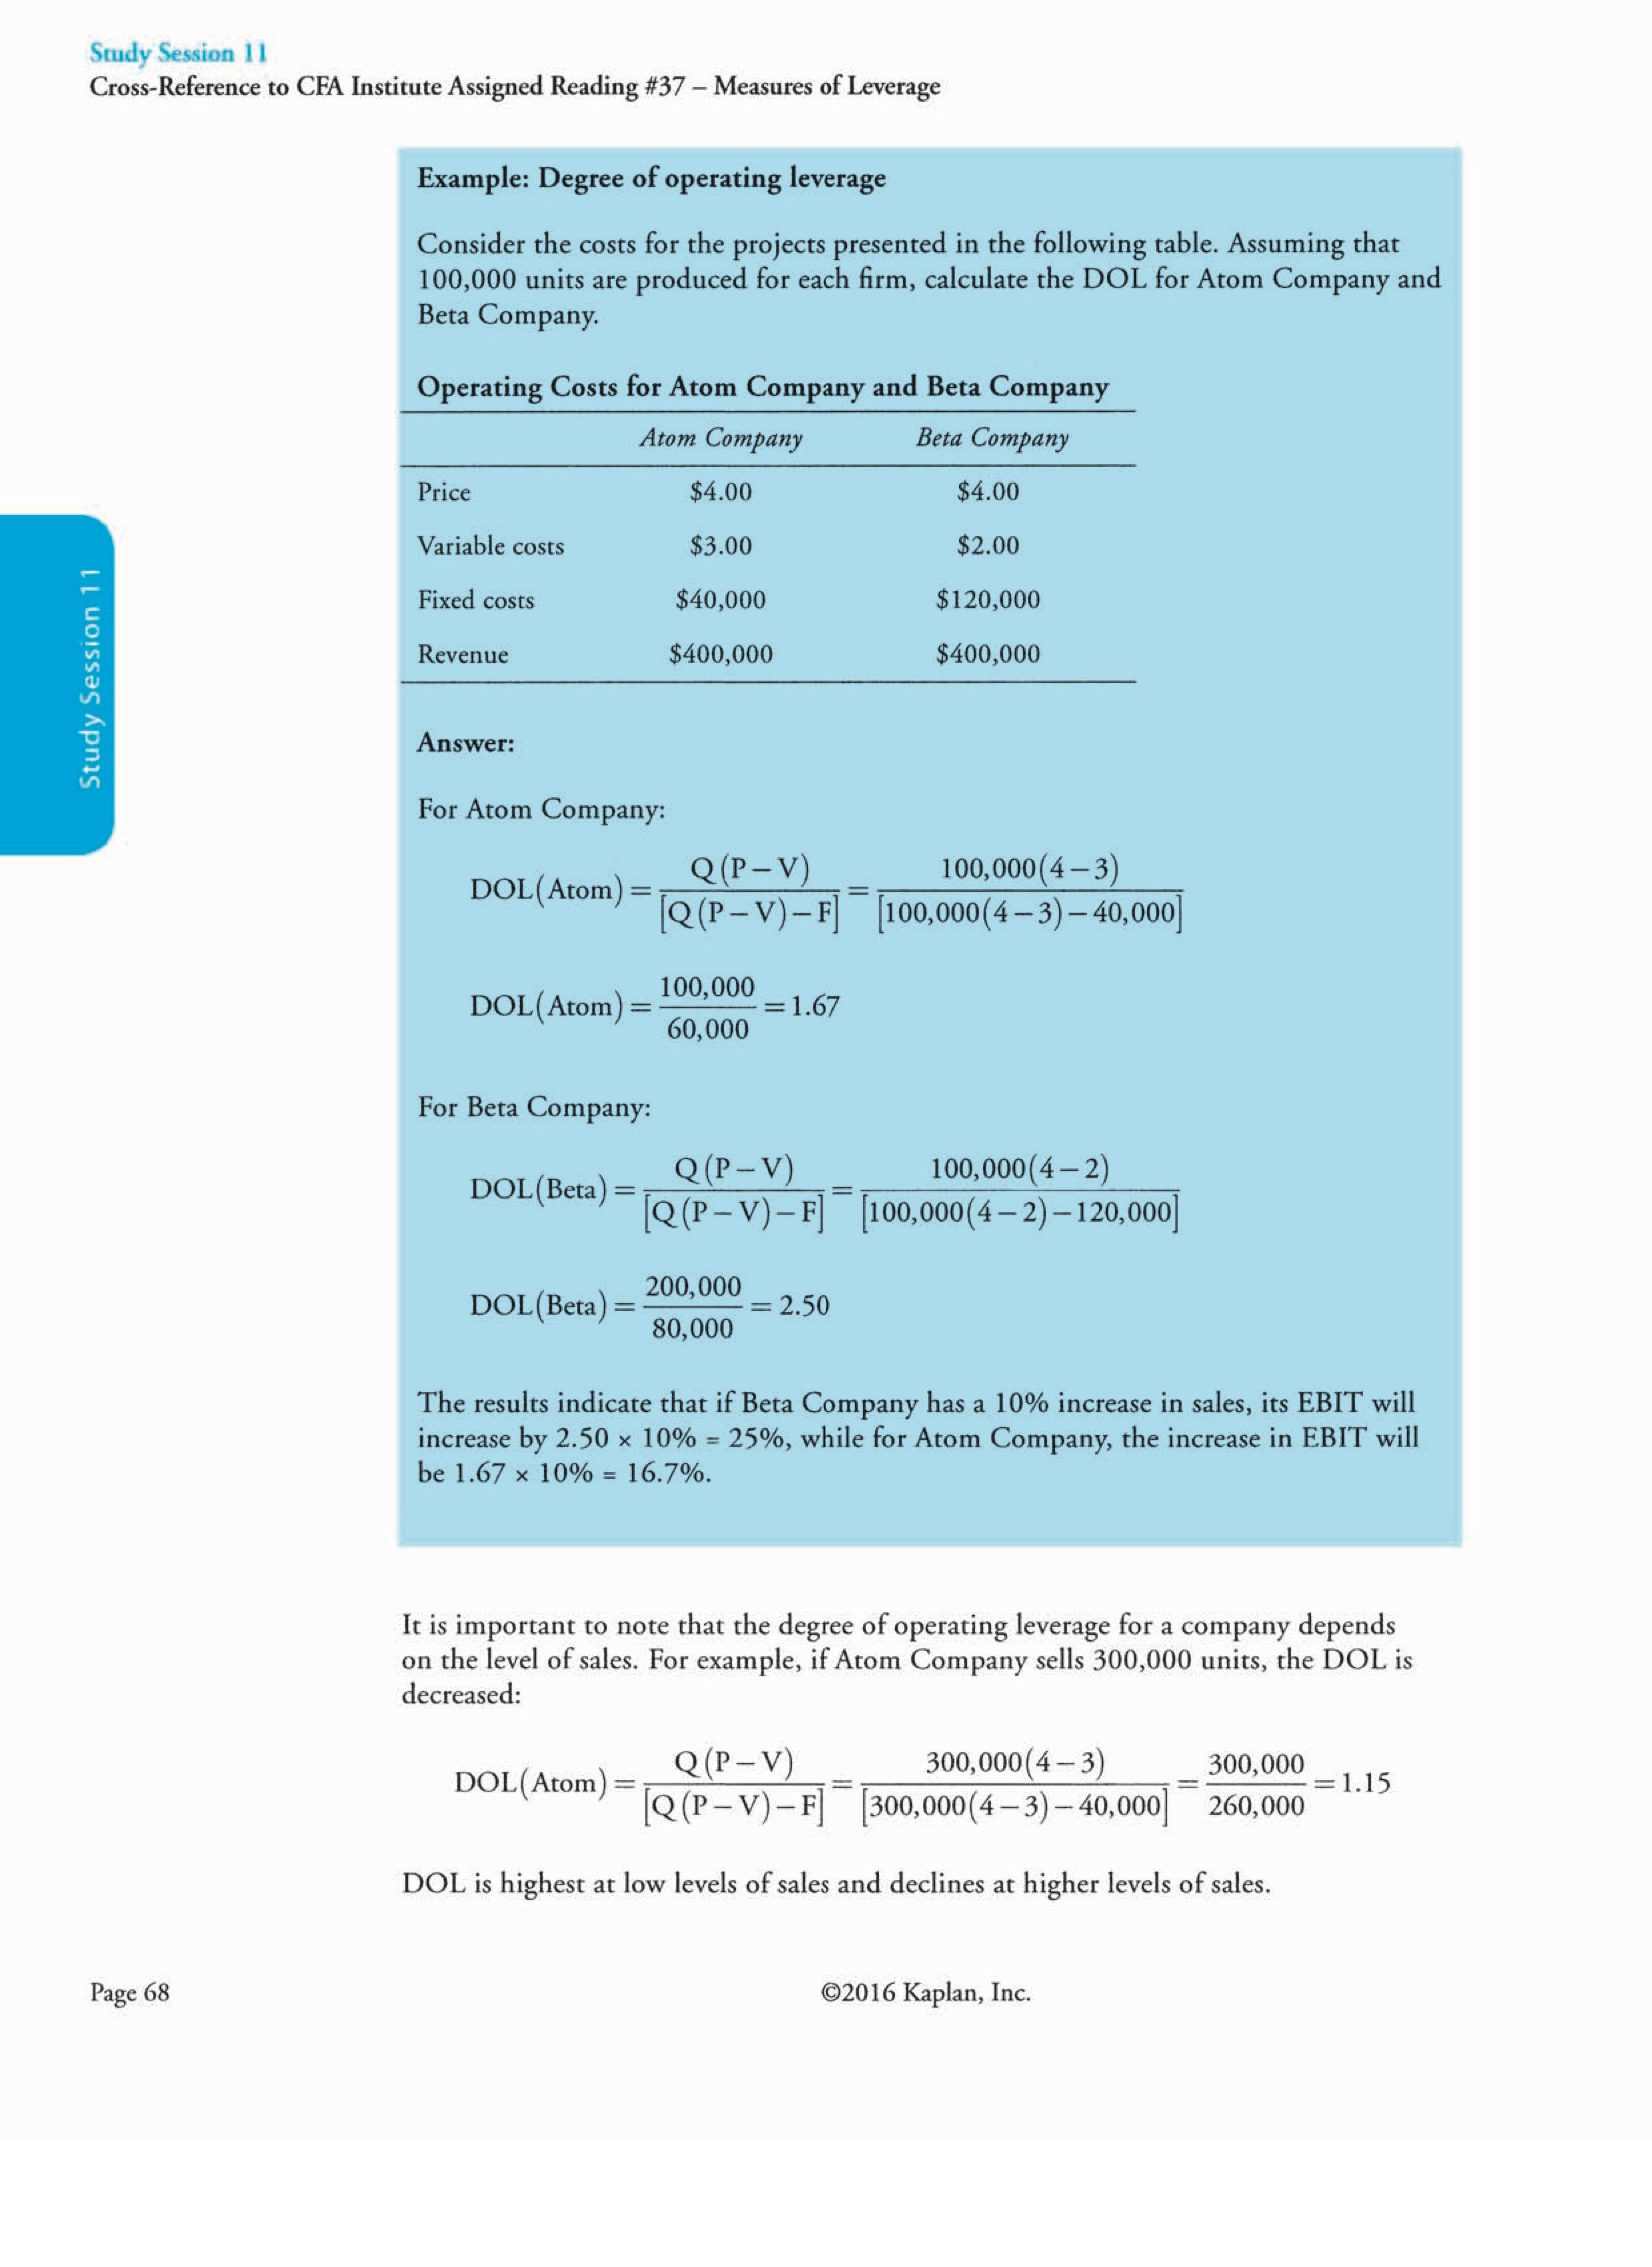 Study Session 11
Cross-Reference to CFA Institute Assigned Reading #37 – Measures of Leverage
Study Session 11
Example: Degree of operating leverage
Consider the costs for the projects presented in the following table. Assuming that
100,000 units are produced for each firm, calculate the DOL for Atom Company and
Beta Company.
Operating Costs for Atom Company and Beta Company
Atom Company Beta Company
Price $4.00 $4.00
Variable costs $3.00 $2.00
Fixed costs $40,000 $120,000
Revenue $400,000 $400,000
Answer:
For Atom Company:
DOL(Atom) = Q(P – V) / [Q(P – V) – F] = 100,000(4 – 3) / [100,000(4 – 3) – 40,000]
DOL(Atom) = 100,000 / 60,000 = 1.67
For Beta Company:
DOL(Beta) = Q(P – V) / [Q(P – V) – F] = 100,000(4 – 2) / [100,000(4 – 2) – 120,000]
DOL(Beta) = 200,000 / 80,000 = 2.50
The results indicate that if Beta Company has a 10% increase in sales, its EBIT will
increase by 2.50 × 10% = 25%, while for Atom Company, the increase in EBIT will
be 1.67 × 10% = 16.7%.
It is important to note that the degree of operating leverage for a company depends
on the level of sales. For example, if Atom Company sells 300,000 units, the DOL is
decreased:
DOL(Atom) = Q(P – V) / [Q(P – V) – F] = 300,000(4 – 3) / [300,000(4 – 3) – 40,000] = 300,000 / 260,000 = 1.15
DOL is highest at low levels of sales and declines at higher levels of sales.
Page 68 ©2016 Kaplan, Inc.